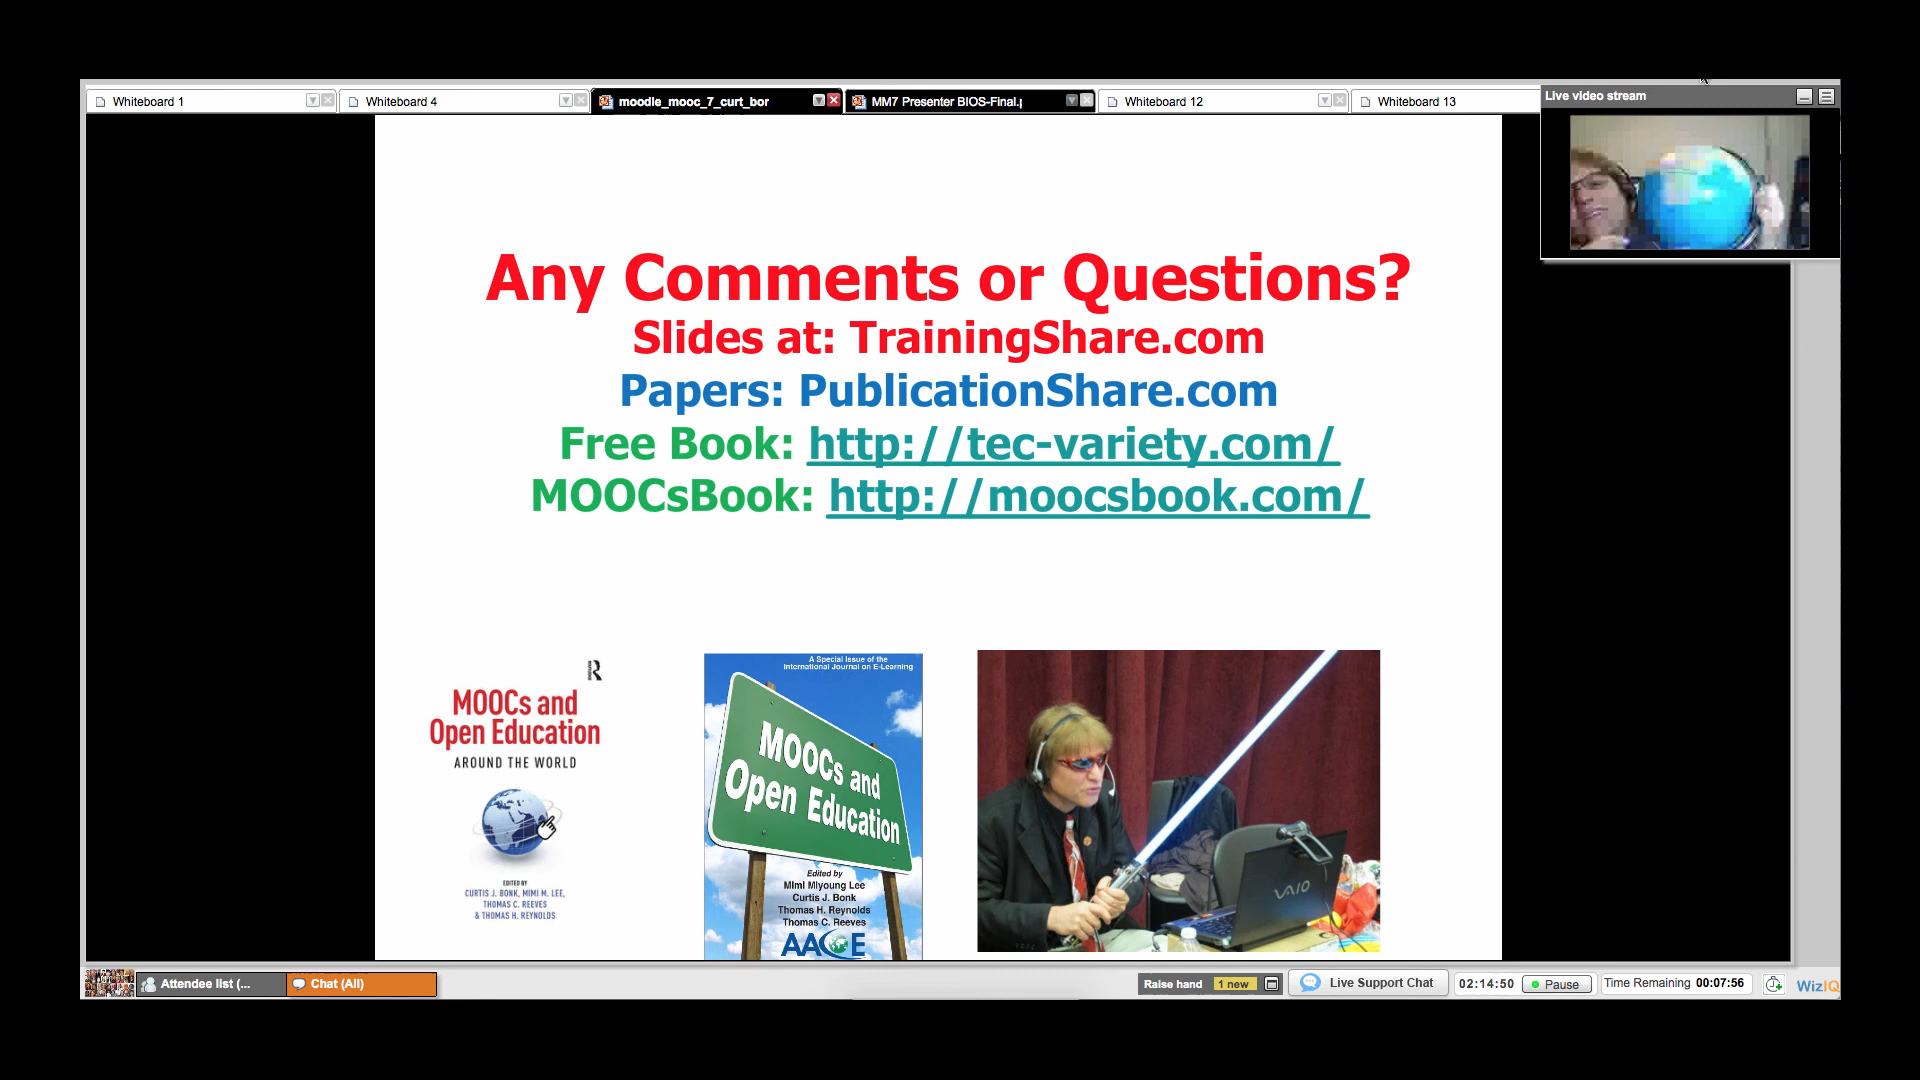 Whiteboard 1
Whiteboard 4
moodle_mooc_7_curt_bor
MM7 Presenter BIOS-Final.p
Whiteboard 12
Whiteboard 13
Live video stream
Any Comments or Questions?
Slides at: TrainingShare.com
Papers: PublicationShare.com
Free Book: http://tec-variety.com/
MOOCsBook: http://moocsbook.com/
R
MOOCs and
Open Education
AROUND THE WORLD
EDITED BY
CURTIS J. BONK, MIMI M. LEE,
THOMAS C. REEVES
& THOMAS H. REYNOLDS
A Special Issue of the
International Journal on E-Learning
MOOCs and
Open Education
Edited by
Mimi Miyoung Lee
Curtis J. Bonk
Thomas H. Reynolds
Thomas C. Reeves
AACE
VAIO
Attendee list (...
Chat (All)
Raise hand 1 new
Live Support Chat
02:14:50
Pause
Time Remaining 00:07:56
WizIQ